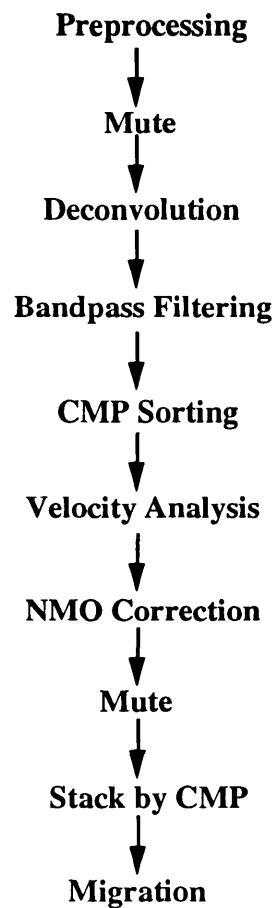 Preprocessing
Mute
Deconvolution
Bandpass Filtering
CMP Sorting
Velocity Analysis
NMO Correction
Mute
Stack by CMP
Migration